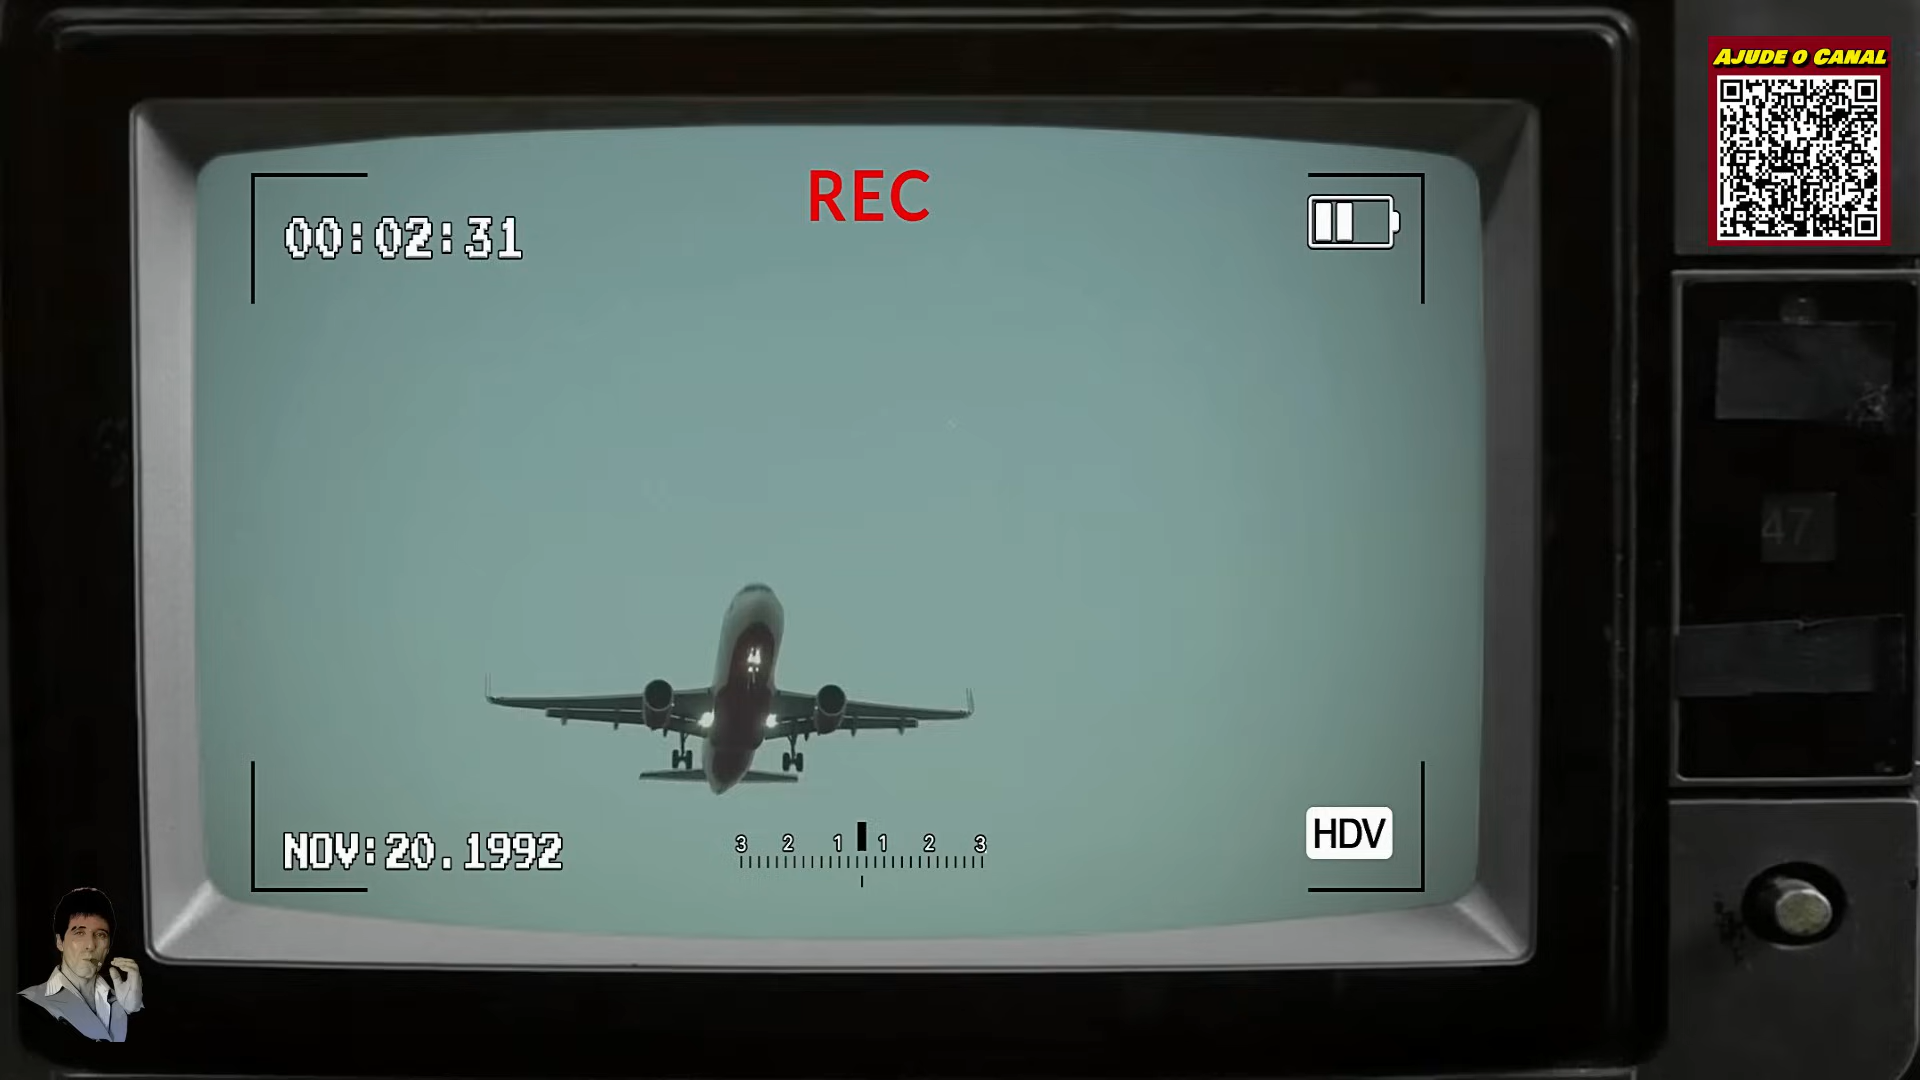 AJUDE O CANAL
REC
00:02:31
47
NOV:20.1992
3 2 1 1 2 3
HDV